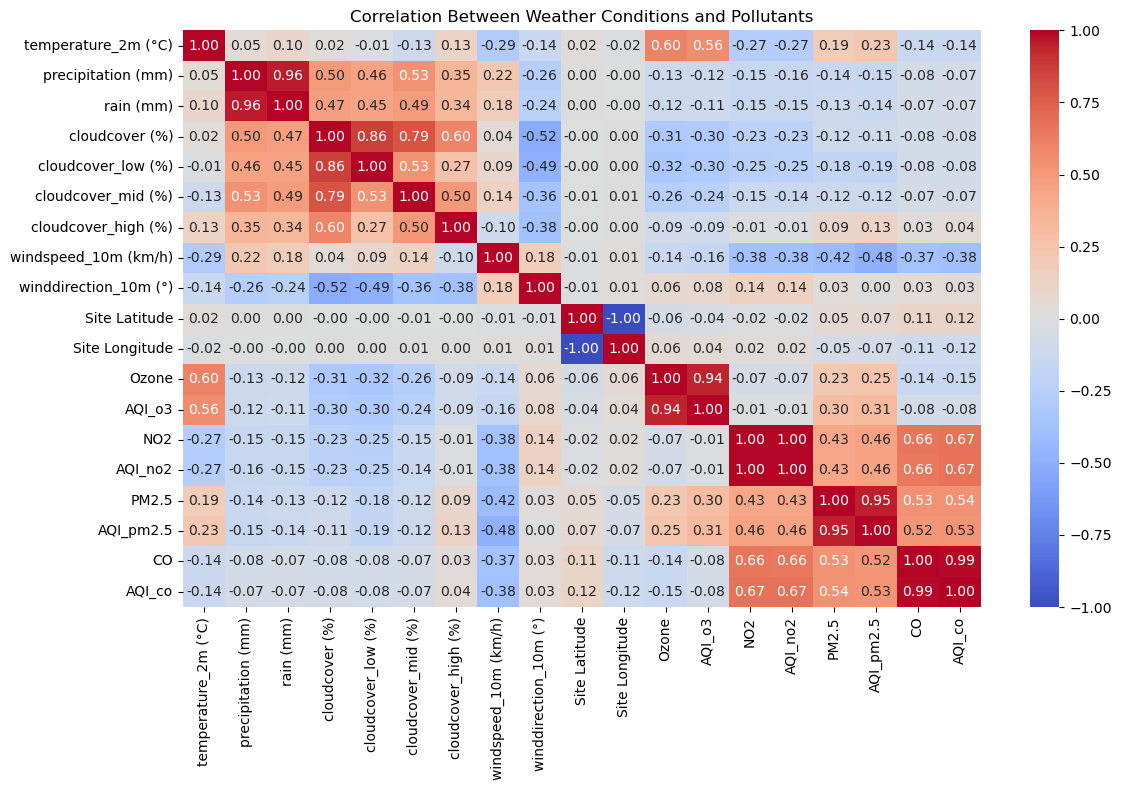 Correlation Between Weather Conditions and Pollutants
temperature_2m (°C) 1.00 0.05 0.10 0.02 -0.01 -0.13 0.13 -0.29 -0.14 0.02 -0.02 0.60 0.56 -0.27 -0.27 0.19 0.23 -0.14 -0.14
precipitation (mm) 0.05 1.00 0.96 0.50 0.46 0.53 0.35 0.22 -0.26 0.00 -0.00 -0.13 -0.12 -0.15 -0.16 -0.14 -0.15 -0.08 -0.07
rain (mm) 0.10 0.96 1.00 0.47 0.45 0.49 0.34 0.18 -0.24 0.00 -0.00 -0.12 -0.11 -0.15 -0.15 -0.13 -0.14 -0.07 -0.07
cloudcover (%) 0.02 0.50 0.47 1.00 0.86 0.79 0.60 0.04 -0.52 -0.00 0.00 -0.31 -0.30 -0.23 -0.23 -0.12 -0.11 -0.08 -0.08
cloudcover_low (%) -0.01 0.46 0.45 0.86 1.00 0.53 0.27 0.09 -0.49 -0.00 0.00 -0.32 -0.30 -0.25 -0.25 -0.18 -0.19 -0.08 -0.08
cloudcover_mid (%) -0.13 0.53 0.49 0.79 0.53 1.00 0.50 0.14 -0.36 -0.01 0.01 -0.26 -0.24 -0.15 -0.14 -0.12 -0.12 -0.07 -0.07
cloudcover_high (%) 0.13 0.35 0.34 0.60 0.27 0.50 1.00 -0.10 -0.38 -0.00 0.00 -0.09 -0.09 -0.01 -0.01 0.09 0.13 0.03 0.04
windspeed_10m (km/h) -0.29 0.22 0.18 0.04 0.09 0.14 -0.10 1.00 0.18 -0.01 0.01 -0.14 -0.16 -0.38 -0.38 -0.42 -0.48 -0.37 -0.38
winddirection_10m (°) -0.14 -0.26 -0.24 -0.52 -0.49 -0.36 -0.38 0.18 1.00 -0.01 0.01 0.06 0.08 0.14 0.14 0.03 0.00 0.03 0.03
Site Latitude 0.02 0.00 0.00 -0.00 -0.00 -0.01 -0.00 -0.01 -0.01 1.00 -1.00 -0.06 -0.04 -0.02 -0.02 0.05 0.07 0.11 0.12
Site Longitude -0.02 -0.00 -0.00 0.00 0.00 0.01 0.00 0.01 0.01 -1.00 1.00 0.06 0.04 0.02 0.02 -0.05 -0.07 -0.11 -0.12
Ozone 0.60 -0.13 -0.12 -0.31 -0.32 -0.26 -0.09 -0.14 0.06 -0.06 0.06 1.00 0.94 -0.07 -0.07 0.23 0.25 -0.14 -0.15
AQI_o3 0.56 -0.12 -0.11 -0.30 -0.30 -0.24 -0.09 -0.16 0.08 -0.04 0.04 0.94 1.00 -0.01 -0.01 0.30 0.31 -0.08 -0.08
NO2 -0.27 -0.15 -0.15 -0.23 -0.25 -0.15 -0.01 -0.38 0.14 -0.02 0.02 -0.07 -0.01 1.00 1.00 0.43 0.46 0.66 0.67
AQI_no2 -0.27 -0.16 -0.15 -0.23 -0.25 -0.14 -0.01 -0.38 0.14 -0.02 0.02 -0.07 -0.01 1.00 1.00 0.43 0.46 0.66 0.67
PM2.5 0.19 -0.14 -0.13 -0.12 -0.18 -0.12 0.09 -0.42 0.03 0.05 -0.05 0.23 0.30 0.43 0.43 1.00 0.95 0.53 0.54
AQI_pm2.5 0.23 -0.15 -0.14 -0.11 -0.19 -0.12 0.13 -0.48 0.00 0.07 -0.07 0.25 0.31 0.46 0.46 0.95 1.00 0.52 0.53
CO -0.14 -0.08 -0.07 -0.08 -0.08 -0.07 0.03 -0.37 0.03 0.11 -0.11 -0.14 -0.08 0.66 0.66 0.53 0.52 1.00 0.99
AQI_co -0.14 -0.07 -0.07 -0.08 -0.08 -0.07 0.04 -0.38 0.03 0.12 -0.12 -0.15 -0.08 0.67 0.67 0.54 0.53 0.99 1.00
temperature_2m (°C)
precipitation (mm)
rain (mm)
cloudcover (%)
cloudcover_low (%)
cloudcover_mid (%)
cloudcover_high (%)
windspeed_10m (km/h)
winddirection_10m (°)
Site Latitude
Site Longitude
Ozone
AQI_o3
NO2
AQI_no2
PM2.5
AQI_pm2.5
CO
AQI_co
1.00
0.75
0.50
0.25
0.00
−0.25
−0.50
−0.75
−1.00